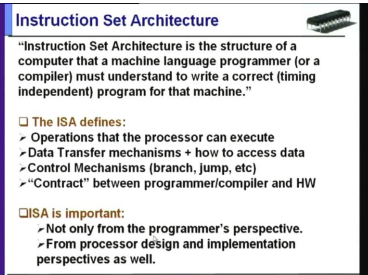 Instruction Set Architecture
“Instruction Set Architecture is the structure of a
computer that a machine language programmer (or a
compiler) must understand to write a correct (timing
independent) program for that machine.”
❑ The ISA defines:
➢ Operations that the processor can execute
➢Data Transfer mechanisms + how to access data
➢Control Mechanisms (branch, jump, etc)
➢“Contract” between programmer/compiler and HW
❑ISA is important:
➢Not only from the programmer’s perspective.
➢From processor design and implementation
perspectives as well.